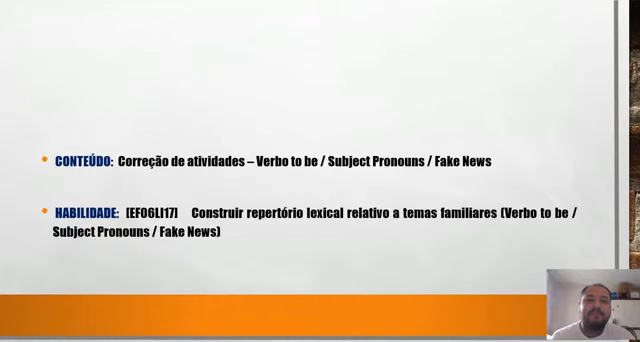 CONTEÚDO: Correção de atividades – Verbo to be / Subject Pronouns / Fake News
HABILIDADE: [EF06LI17] Construir repertório lexical relativo a temas familiares (Verbo to be /
Subject Pronouns / Fake News)